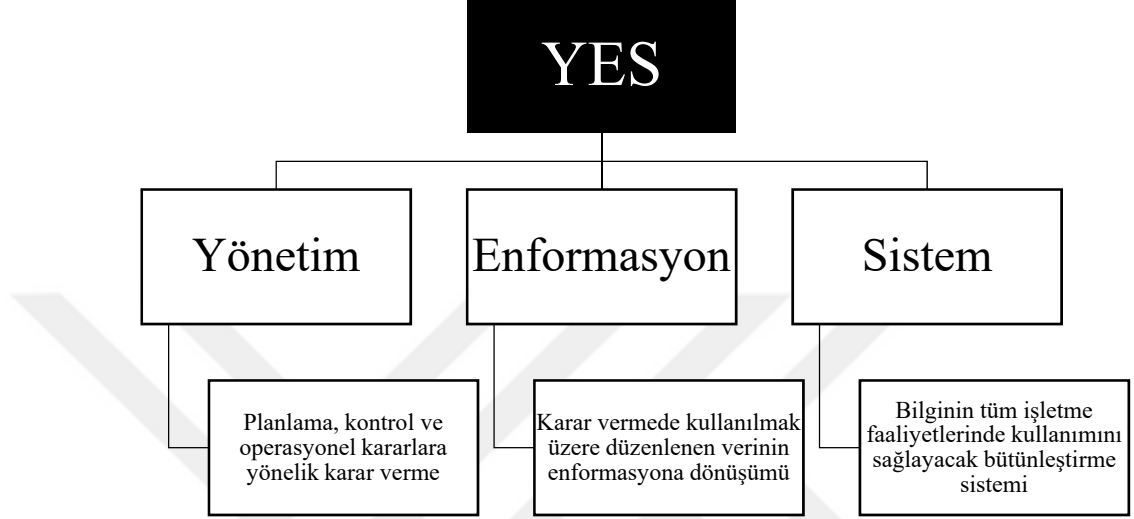 YES
Yönetim
Enformasyon
Sistem
Planlama, kontrol ve
operasyonel kararlara
yönelik karar verme
Karar vermede kullanılmak
üzere düzenlenen verinin
enformasyona dönüşümü
Bilginin tüm işletme
faaliyetlerinde kullanımını
sağlayacak bütünleştirme
sistemi